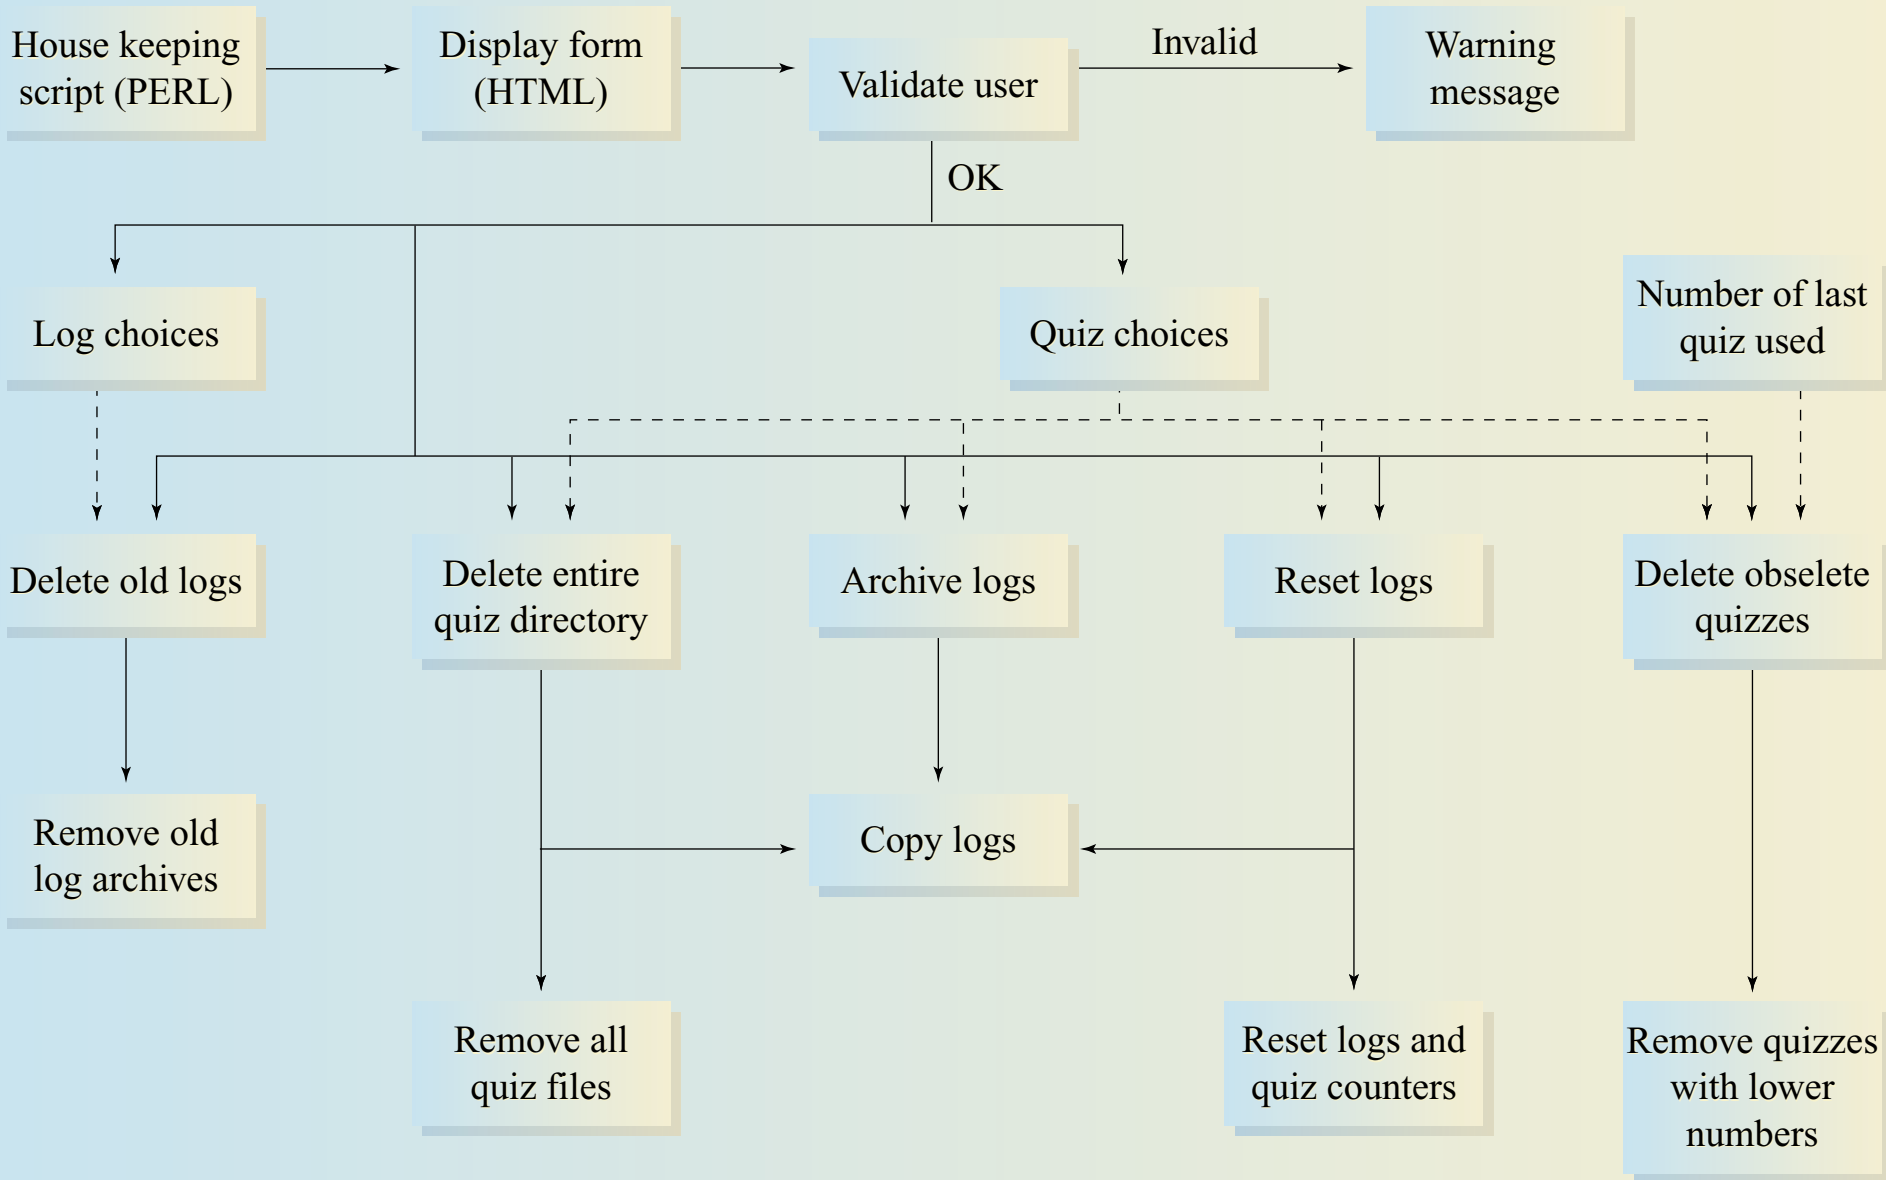 House keeping
script (PERL)
Display form
(HTML)
Validate user
Invalid
Warning
message
OK
Log choices
Quiz choices
Number of last
quiz used
Delete old logs
Delete entire
quiz directory
Archive logs
Reset logs
Delete obselete
quizzes
Remove old
log archives
Copy logs
Remove all
quiz files
Reset logs and
quiz counters
Remove quizzes
with lower
numbers